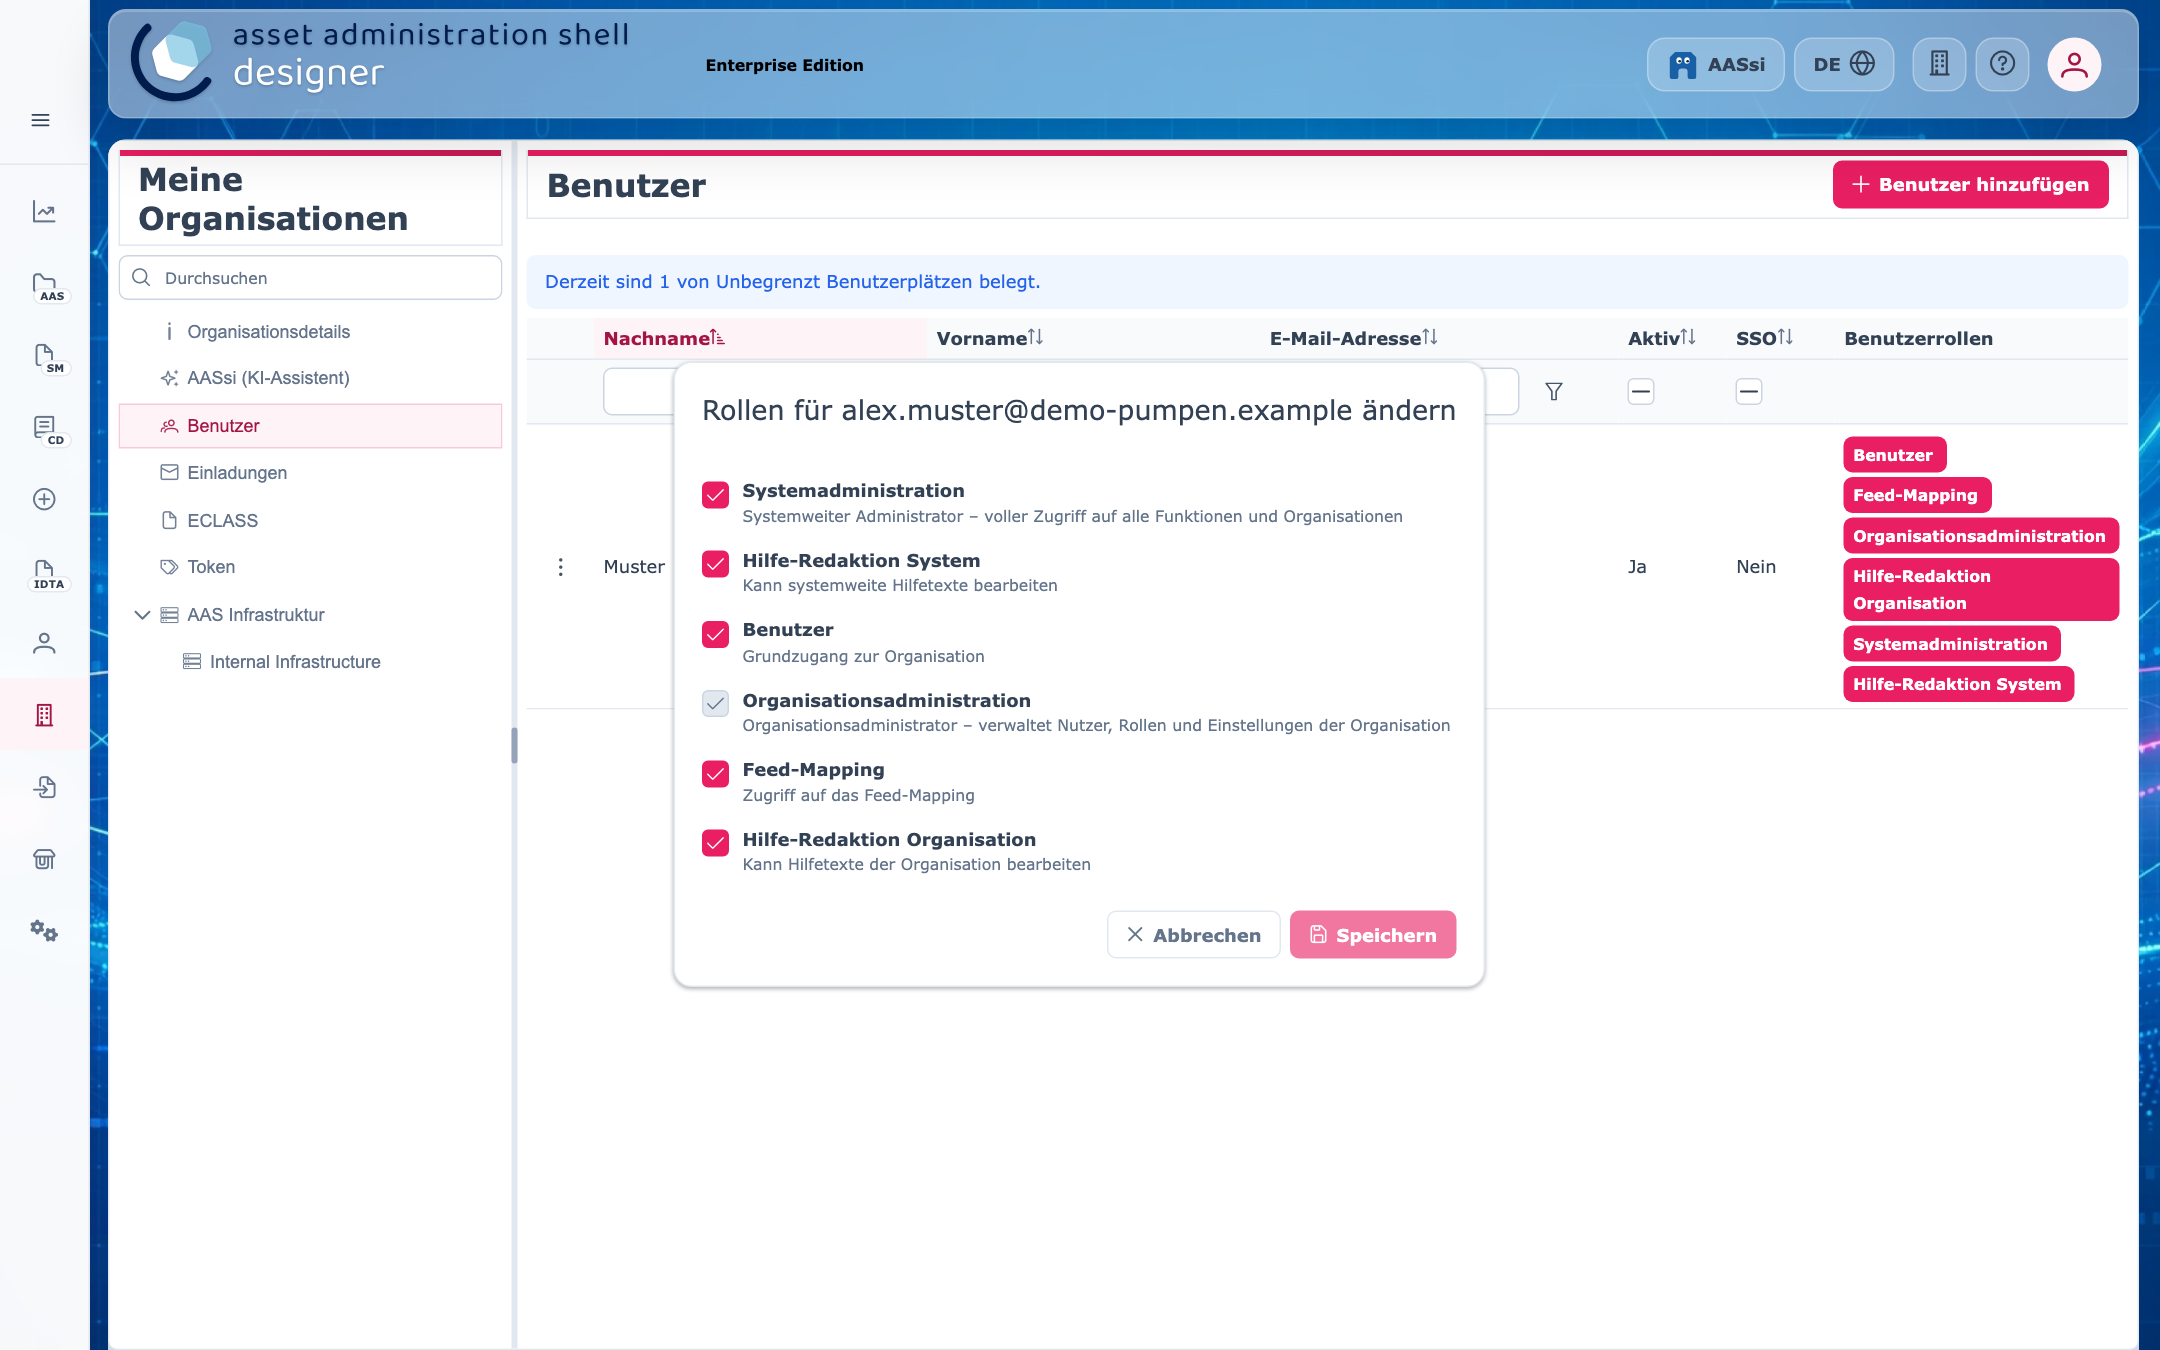 asset administration shell
designer
Enterprise Edition
AASsi
DE
AAS
SM
CD
IDTA
Meine
Organisationen
Durchsuchen
Organisationsdetails
AASsi (KI-Assistent)
Benutzer
Einladungen
ECLASS
Token
AAS Infrastruktur
Internal Infrastructure
Benutzer
Benutzer hinzufügen
Derzeit sind 1 von Unbegrenzt Benutzerplätzen belegt.
Nachname Vorname E-Mail-Adresse Aktiv SSO Benutzerrollen
Muster Ja Nein
Benutzer
Feed-Mapping
Organisationsadministration
Hilfe-Redaktion
Organisation
Systemadministration
Hilfe-Redaktion System
Rollen für alex.muster@demo-pumpen.example ändern
Systemadministration
Systemweiter Administrator – voller Zugriff auf alle Funktionen und Organisationen
Hilfe-Redaktion System
Kann systemweite Hilfetexte bearbeiten
Benutzer
Grundzugang zur Organisation
Organisationsadministration
Organisationsadministrator – verwaltet Nutzer, Rollen und Einstellungen der Organisation
Feed-Mapping
Zugriff auf das Feed-Mapping
Hilfe-Redaktion Organisation
Kann Hilfetexte der Organisation bearbeiten
Abbrechen
Speichern